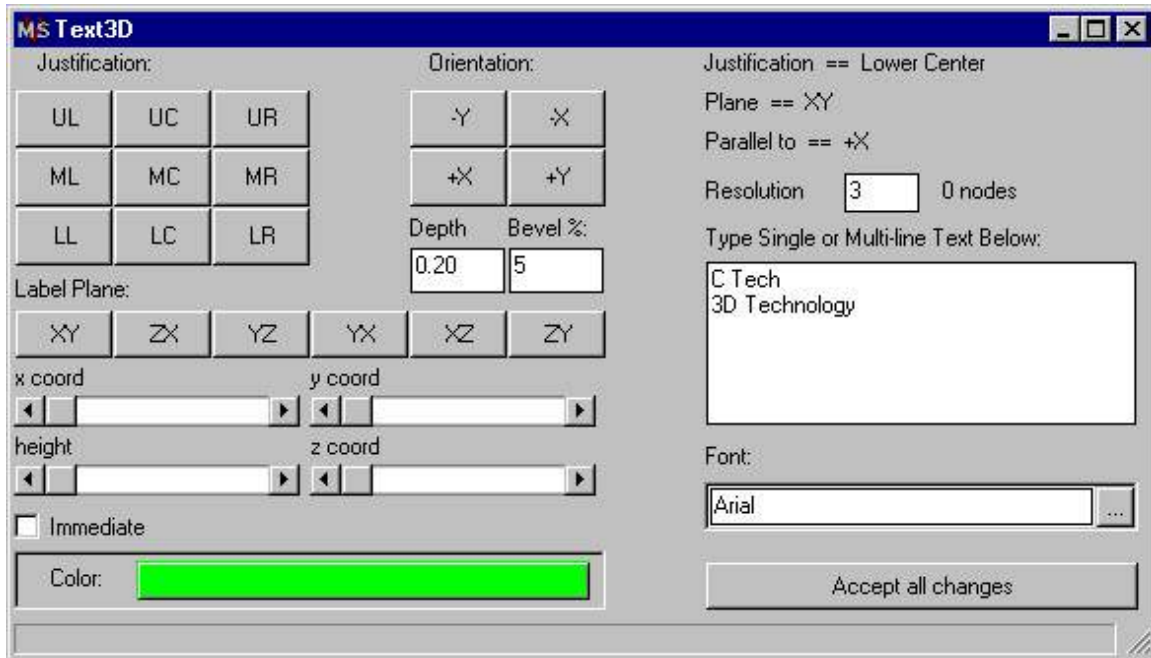 MS Text3D
Justification:
UL UC UR
ML MC MR
LL LC LR
Orientation:
-Y -X
+X +Y
Depth Bevel %:
0.20 5
Label Plane:
XY ZX YZ YX XZ ZY
x coord y coord
height z coord
Immediate
Color:
Justification == Lower Center
Plane == XY
Parallel to == +X
Resolution 3 0 nodes
Type Single or Multi-line Text Below:
C Tech
3D Technology
Font:
Arial ...
Accept all changes